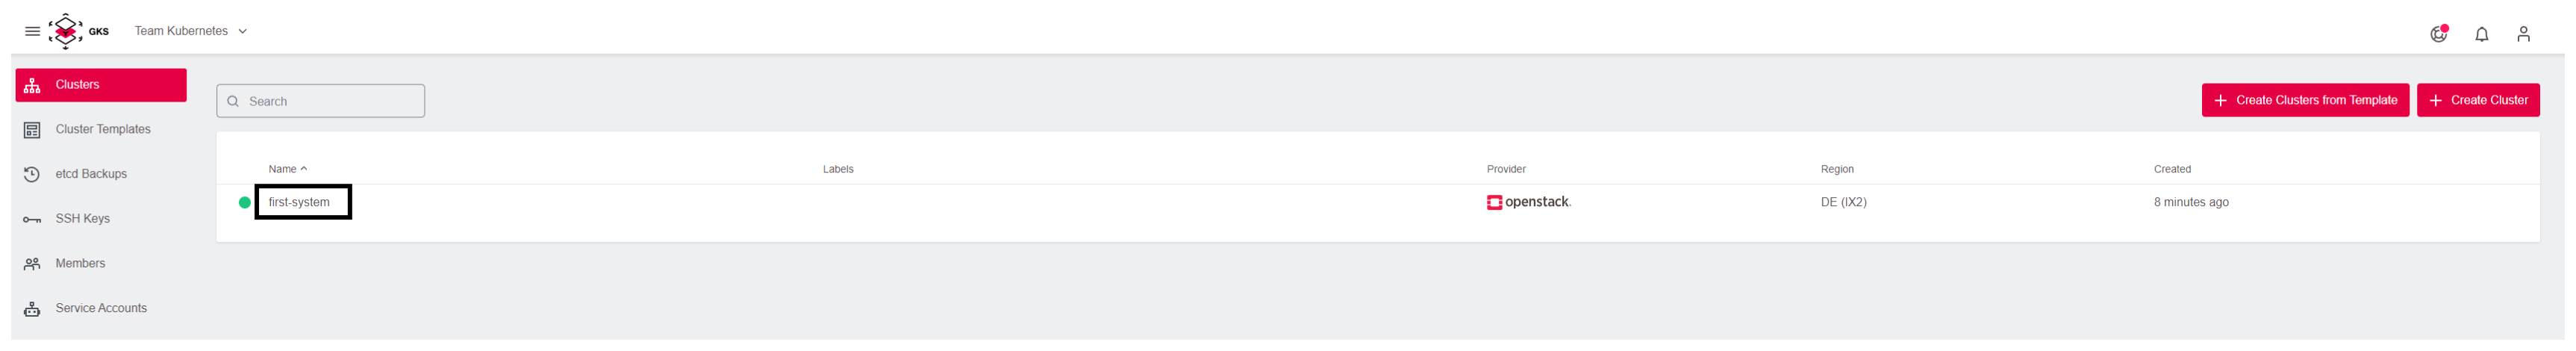 GKS Team Kubernetes
Clusters
Cluster Templates
etcd Backups
SSH Keys
Members
Service Accounts
Search
Create Clusters from Template
Create Cluster
Name Labels Provider Region Created
first-system openstack. DE (IX2) 8 minutes ago